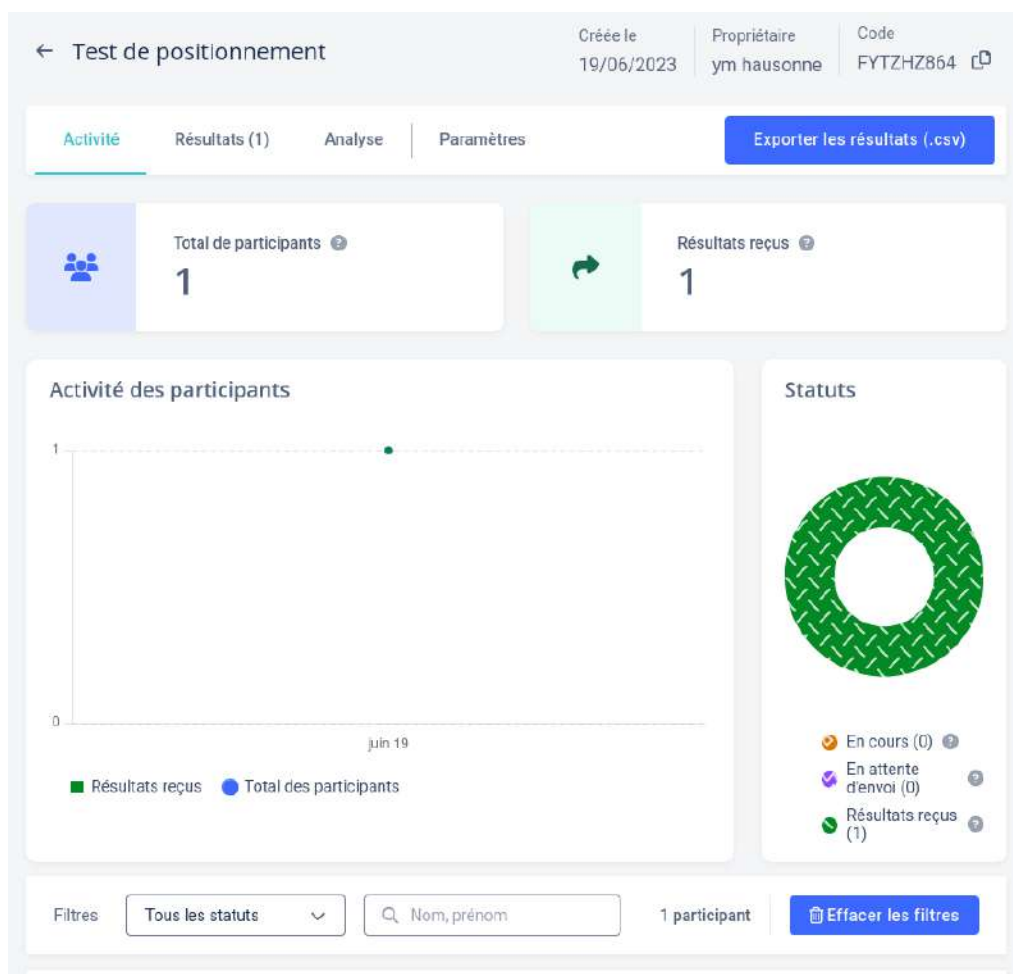 Test de positionnement
Créée le
19/06/2023
Propriétaire
ym hausonne
Code
FYTZHZ864
Activité
Résultats (1)
Analyse
Paramètres
Exporter les résultats (.csv)
Total de participants
1
Résultats reçus
1
Activité des participants
1
0
juin 19
Résultats reçus
Total des participants
Statuts
En cours (0)
En attente
d'envoi (0)
Résultats reçus
(1)
Filtres
Tous les statuts
Nom, prénom
1 participant
Effacer les filtres